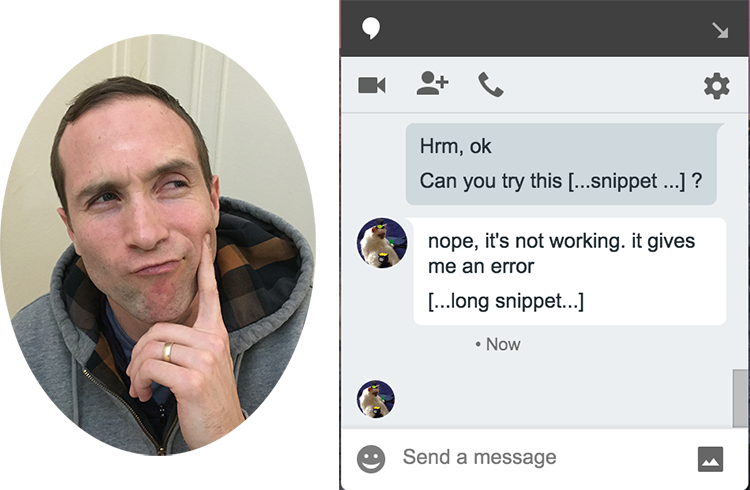 Hrm, ok
Can you try this [...snippet ...] ?
nope, it's not working. it gives
me an error
[...long snippet...]
• Now
Send a message